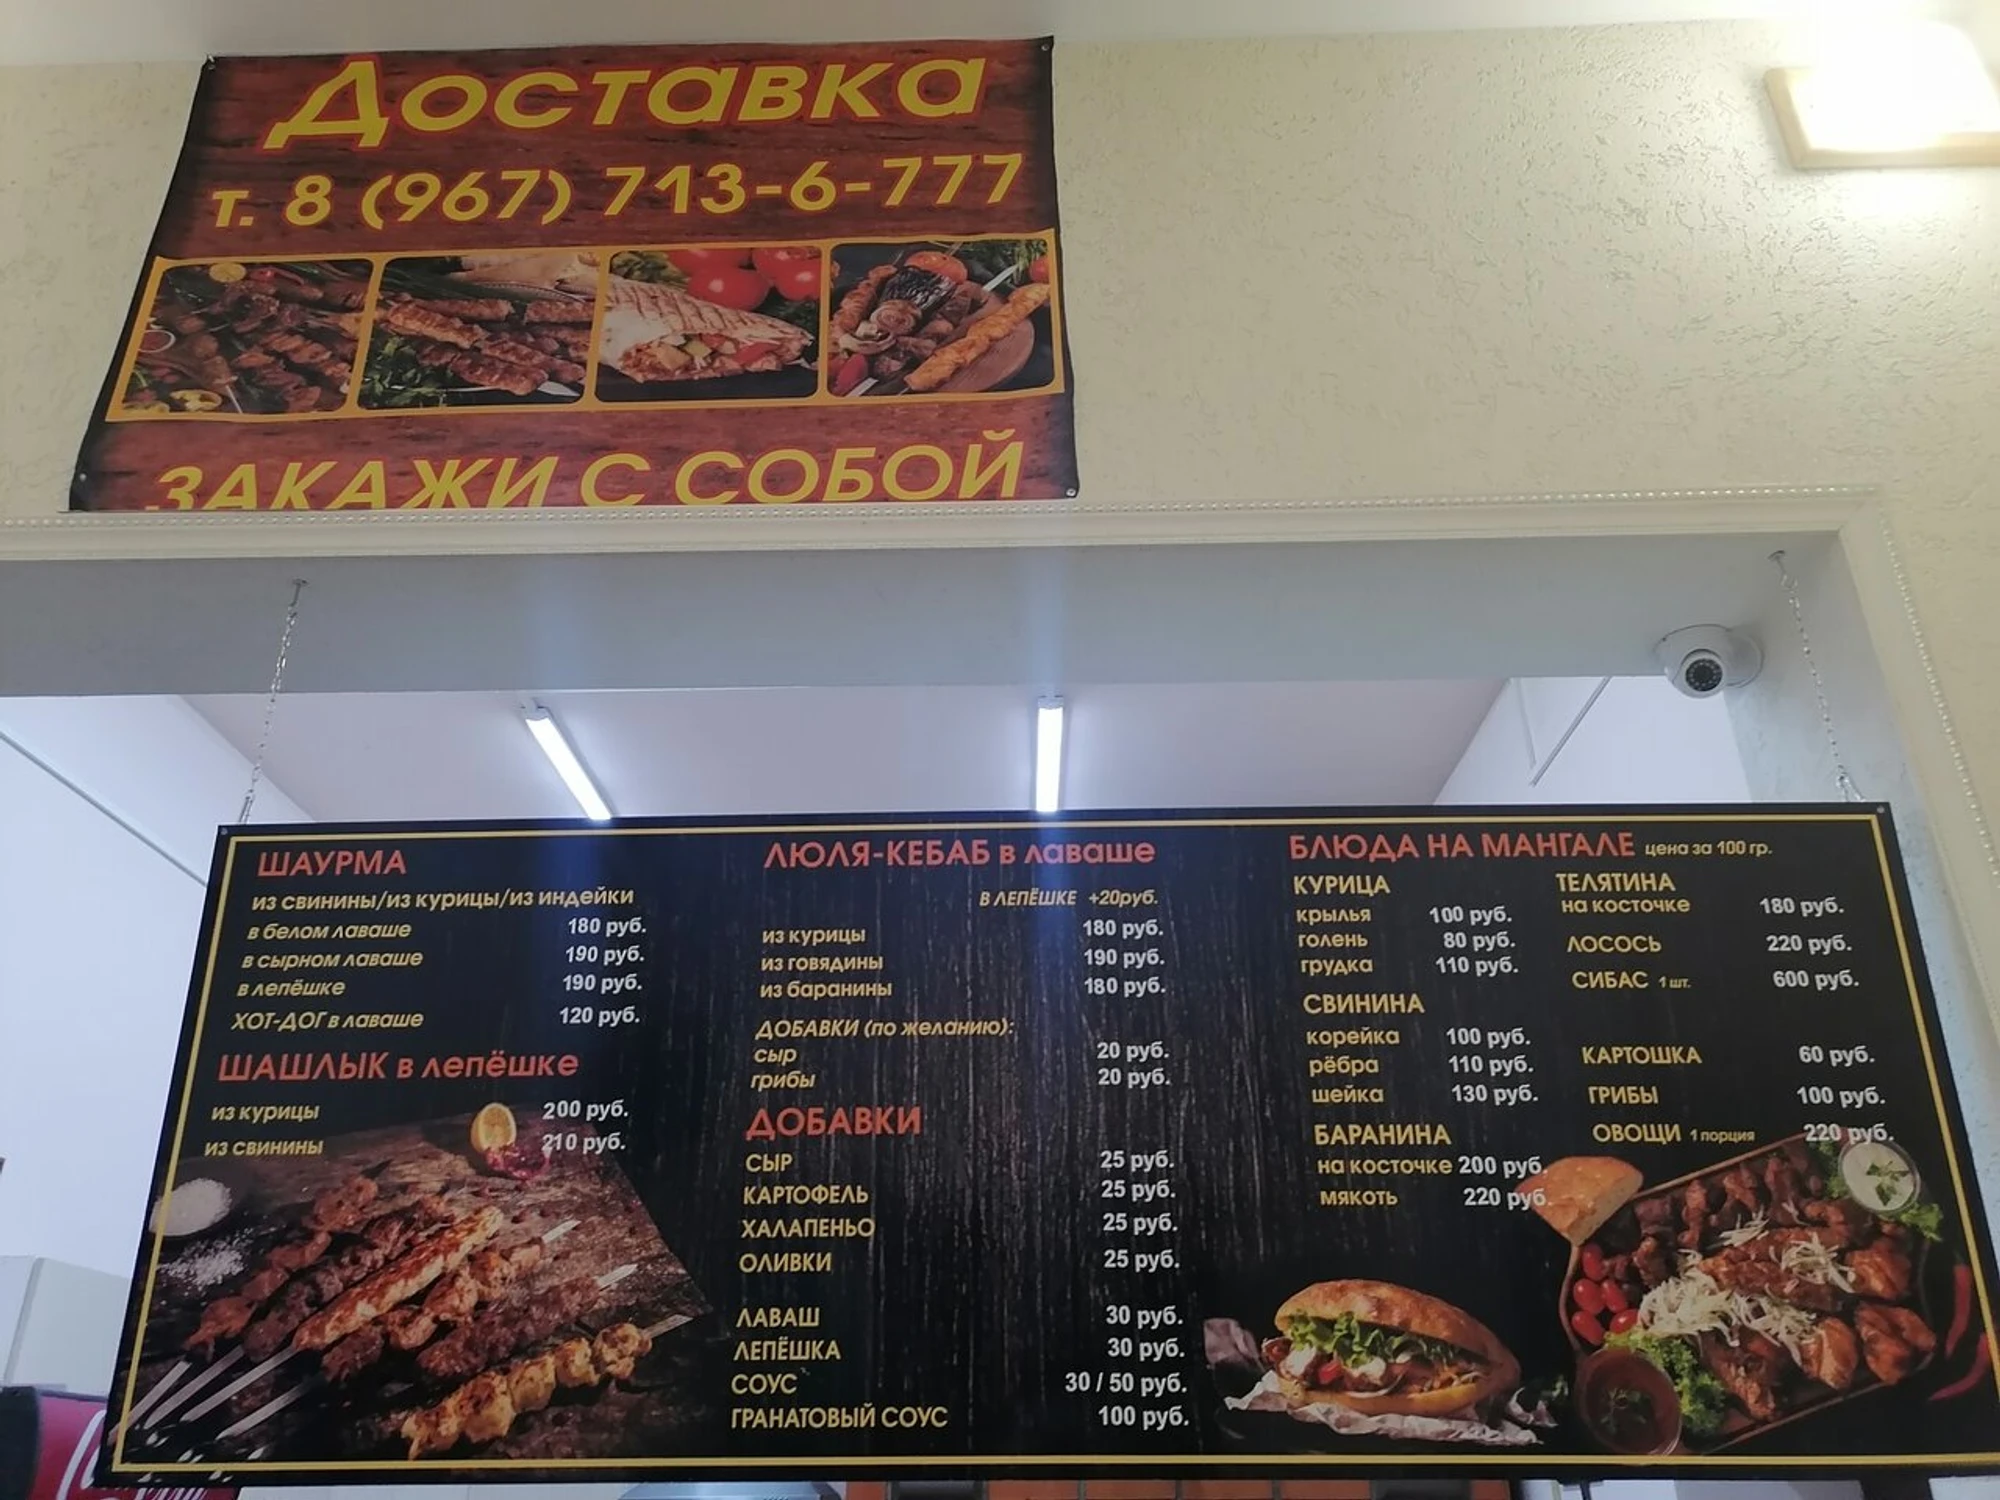 Доставка
т. 8 (967) 713-6-777
ЗАКАЖИ С СОБОЙ
ШАУРМА
из свинины/из курицы/из индейки
в белом лаваше 180 руб.
в сырном лаваше 190 руб.
в лепёшке 190 руб.
ХОТ-ДОГ в лаваше 120 руб.
ШАШЛЫК в лепёшке
из курицы 200 руб.
из свинины 210 руб.
ЛЮЛЯ-КЕБАБ в лаваше
В ЛЕПЁШКЕ +20руб.
из курицы 180 руб.
из говядины 190 руб.
из баранины 180 руб.
ДОБАВКИ (по желанию):
сыр 20 руб.
грибы 20 руб.
ДОБАВКИ
СЫР 25 руб.
КАРТОФЕЛЬ 25 руб.
ХАЛАПЕНЬО 25 руб.
ОЛИВКИ 25 руб.
ЛАВАШ 30 руб.
ЛЕПЁШКА 30 руб.
СОУС 30 / 50 руб.
ГРАНАТОВЫЙ СОУС 100 руб.
БЛЮДА НА МАНГАЛЕ цена за 100 гр.
КУРИЦА
крылья 100 руб.
голень 80 руб.
грудка 110 руб.
СВИНИНА
корейка 100 руб.
рёбра 110 руб.
шейка 130 руб.
БАРАНИНА
на косточке 200 руб.
мякоть 220 руб.
ТЕЛЯТИНА
на косточке 180 руб.
ЛОСОСЬ 220 руб.
СИБАС 1 шт. 600 руб.
КАРТОШКА 60 руб.
ГРИБЫ 100 руб.
ОВОЩИ 1 порция 220 руб.